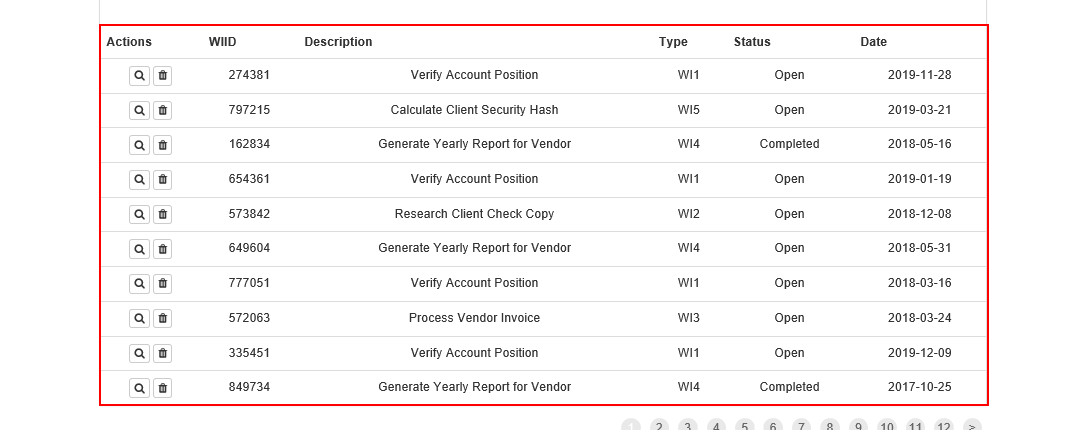 Actions WIID Description Type Status Date
274381 Verify Account Position WI1 Open 2019-11-28
797215 Calculate Client Security Hash WI5 Open 2019-03-21
162834 Generate Yearly Report for Vendor WI4 Completed 2018-05-16
654361 Verify Account Position WI1 Open 2019-01-19
573842 Research Client Check Copy WI2 Open 2018-12-08
649604 Generate Yearly Report for Vendor WI4 Open 2018-05-31
777051 Verify Account Position WI1 Open 2018-03-16
572063 Process Vendor Invoice WI3 Open 2018-03-24
335451 Verify Account Position WI1 Open 2019-12-09
849734 Generate Yearly Report for Vendor WI4 Completed 2017-10-25
1 2 3 4 5 6 7 8 9 10 11 12 >